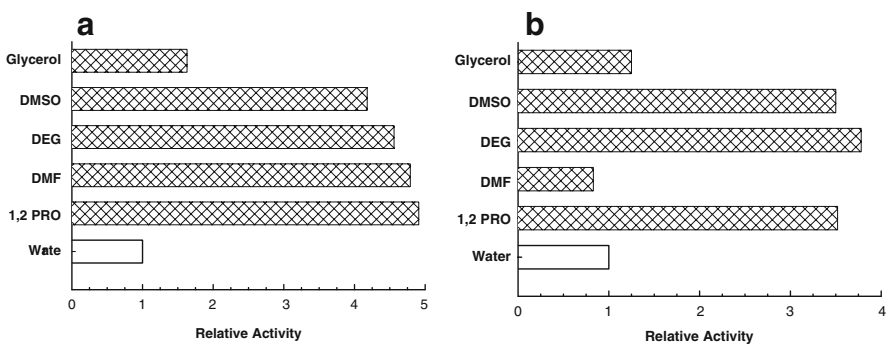 a
Glycerol
DMSO
DEG
DMF
1,2 PRO
Wate
0 1 2 3 4 5
Relative Activity
b
Glycerol
DMSO
DEG
DMF
1,2 PRO
Water
0 1 2 3 4
Relative Activity